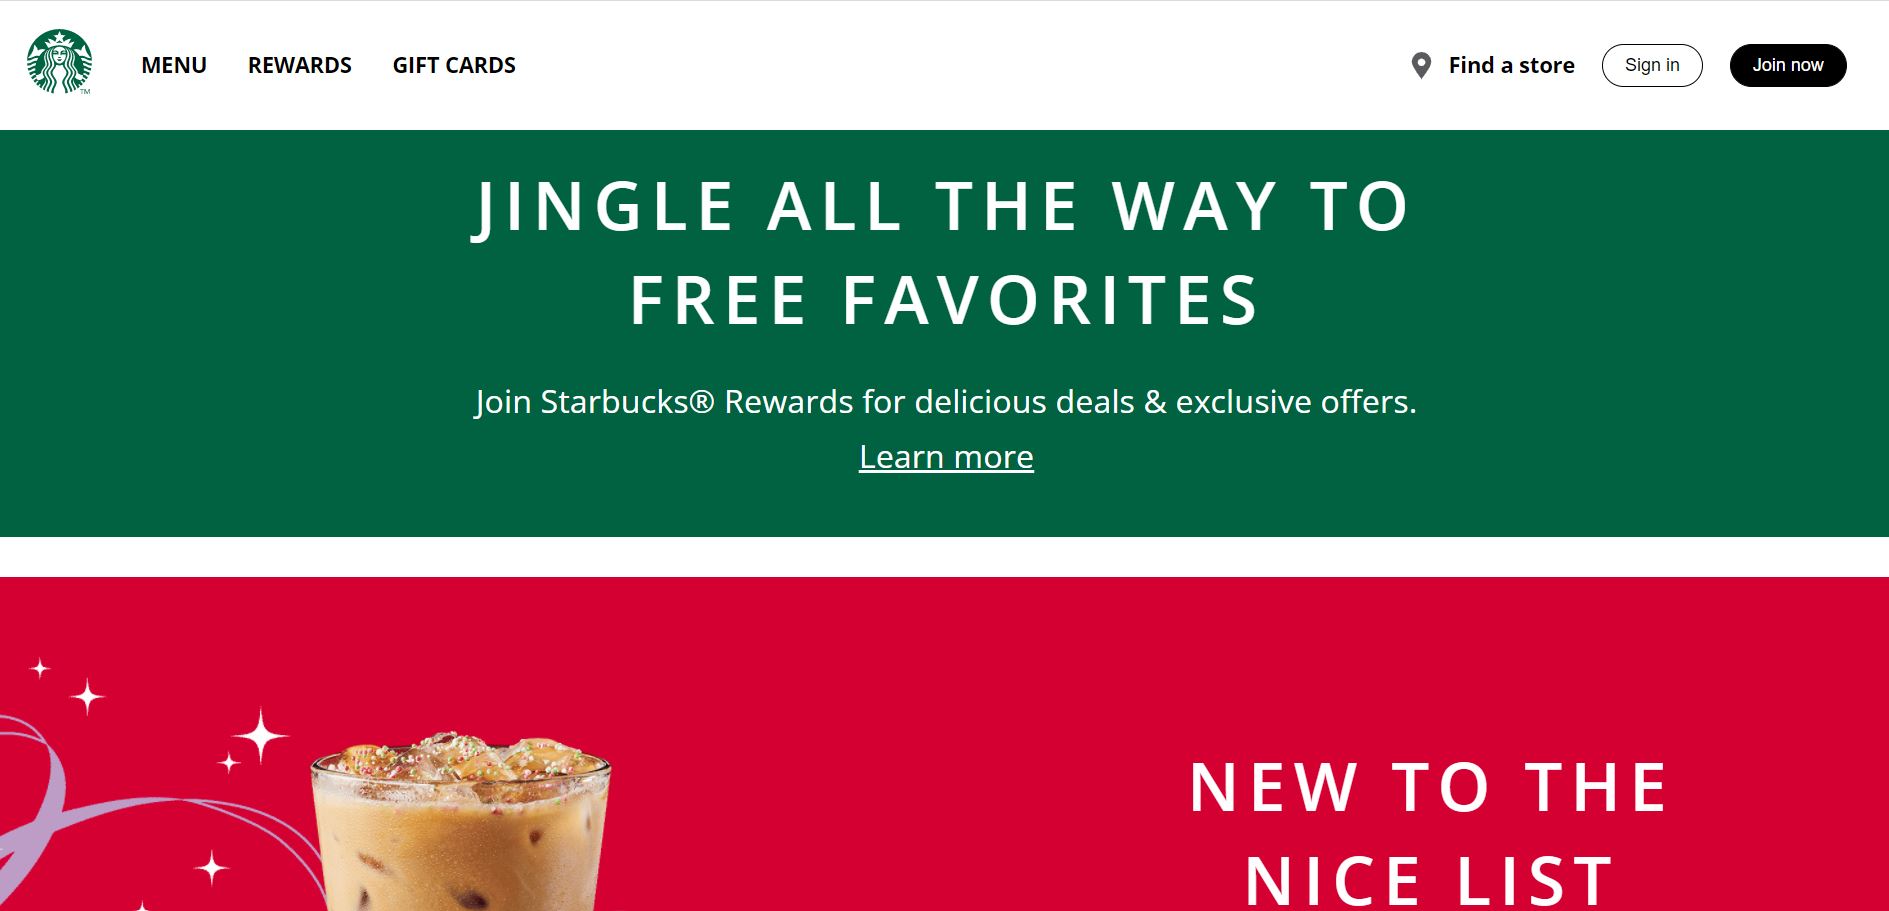 TM
MENU REWARDS GIFT CARDS Find a store Sign in Join now
JINGLE ALL THE WAY TO
FREE FAVORITES
Join Starbucks® Rewards for delicious deals & exclusive offers.
Learn more
NEW TO THE
NICE LIST